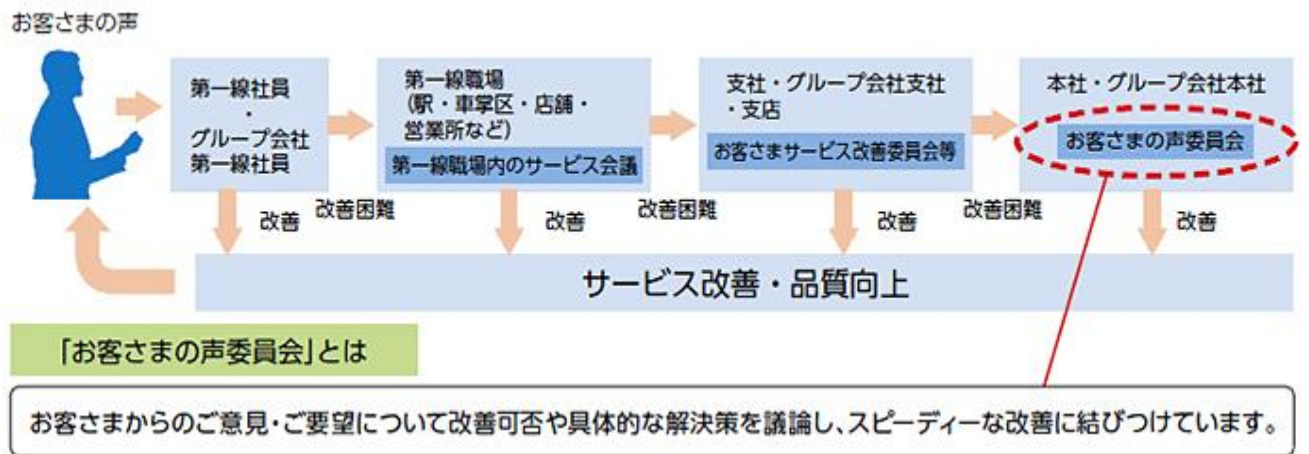 お客さまの声
第一線社員
・
グループ会社
第一線社員
第一線職場
(駅・車掌区・店舗・
営業所など)
第一線職場内のサービス会議
支社・グループ会社支社
・支店
お客さまサービス改善委員会等
本社・グループ会社本社
お客さまの声委員会
改善
改善困難
改善
改善困難
改善
改善困難
改善
サービス改善・品質向上
「お客さまの声委員会」とは
お客さまからのご意見・ご要望について改善可否や具体的な解決策を議論し、スピーディーな改善に結びつけています。